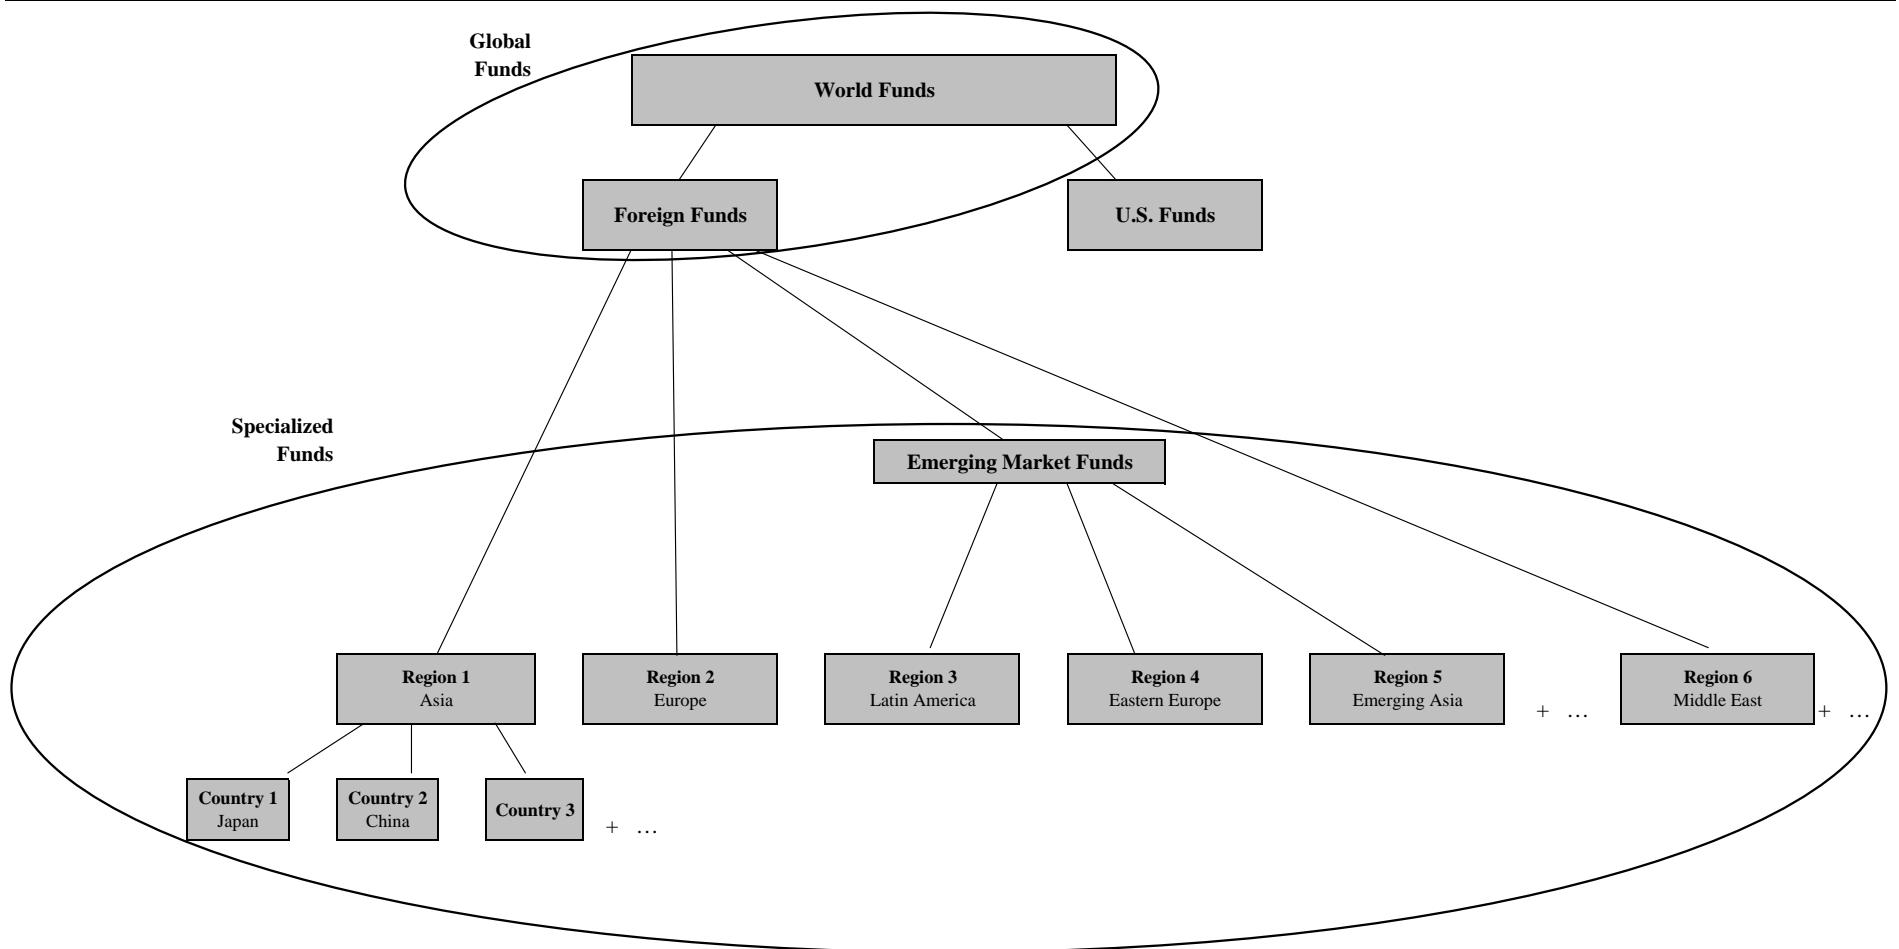 Global
Funds
World Funds
Foreign Funds
U.S. Funds
Specialized
Funds
Emerging Market Funds
Region 1
Asia
Region 2
Europe
Region 3
Latin America
Region 4
Eastern Europe
Region 5
Emerging Asia
+ …
Region 6
Middle East
+ …
Country 1
Japan
Country 2
China
Country 3
+ …